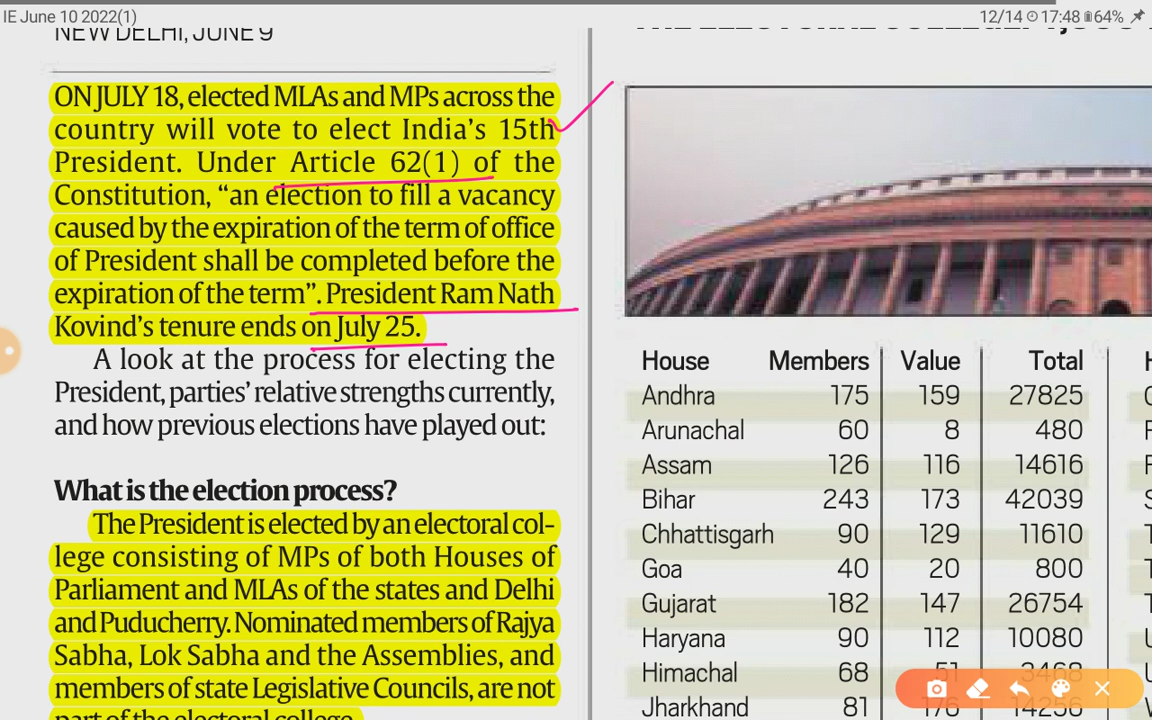 IE June 10 2022(1)
12/14 17:48 64%
NEW DELHI, JUNE 9
ON JULY 18, elected MLAs and MPs across the
country will vote to elect India's 15th
President. Under Article 62(1) of the
Constitution, “an election to fill a vacancy
caused by the expiration of the term of office
of President shall be completed before the
expiration of the term”. President Ram Nath
Kovind's tenure ends on July 25.
A look at the process for electing the
President, parties' relative strengths currently,
and how previous elections have played out:
What is the election process?
The President is elected by an electoral col-
lege consisting of MPs of both Houses of
Parliament and MLAs of the states and Delhi
and Puducherry. Nominated members of Rajya
Sabha, Lok Sabha and the Assemblies, and
members of state Legislative Councils, are not
part of the electoral college.
House Members Value Total
Andhra 175 159 27825
Arunachal 60 8 480
Assam 126 116 14616
Bihar 243 173 42039
Chhattisgarh 90 129 11610
Goa 40 20 800
Gujarat 182 147 26754
Haryana 90 112 10080
Himachal 68 51 3468
Jharkhand 81 176 14256